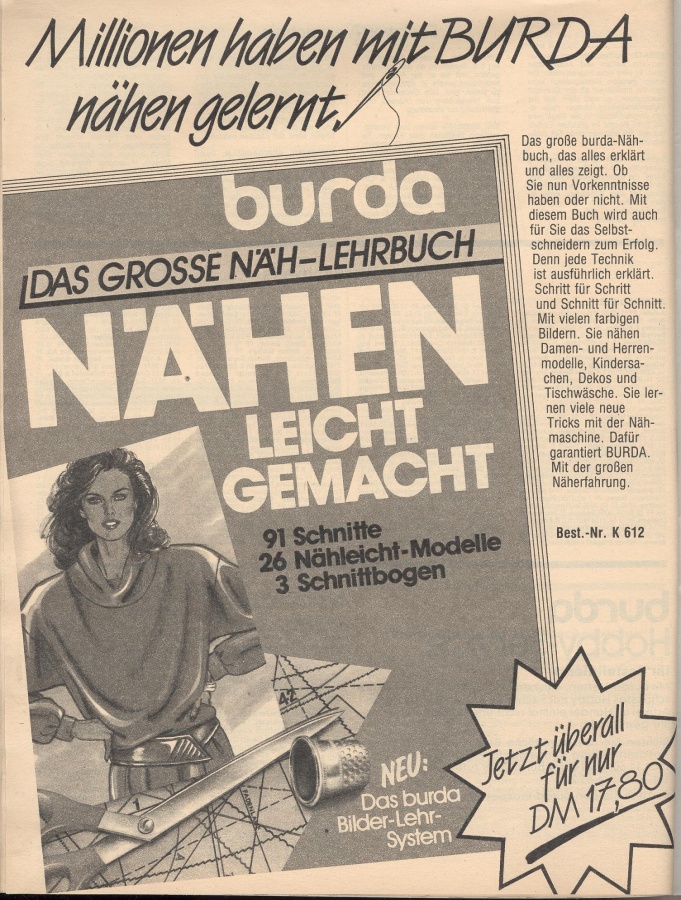 Millionen haben mit BURDA
nähen gelernt.
burda
DAS GROSSE NÄH-LEHRBUCH
NÄHEN
LEICHT
GEMACHT
91 Schnitte
26 Nähleicht-Modelle
3 Schnittbogen
42
NEU:
Das burda
Bilder-Lehr-
System
Das große burda-Näh-
buch, das alles erklärt
und alles zeigt. Ob
Sie nun Vorkenntnisse
haben oder nicht. Mit
diesem Buch wird auch
für Sie das Selbst-
schneidern zum Erfolg.
Denn jede Technik
ist ausführlich erklärt.
Schritt für Schritt
und Schnitt für Schnitt.
Mit vielen farbigen
Bildern. Sie nähen
Damen- und Herren-
modelle, Kindersa-
chen, Dekos und
Tischwäsche. Sie ler-
nen viele neue
Tricks mit der Näh-
maschine. Dafür
garantiert BURDA.
Mit der großen
Näherfahrung.
Best.-Nr. K 612
Jetzt überall
für nur
DM 17,80